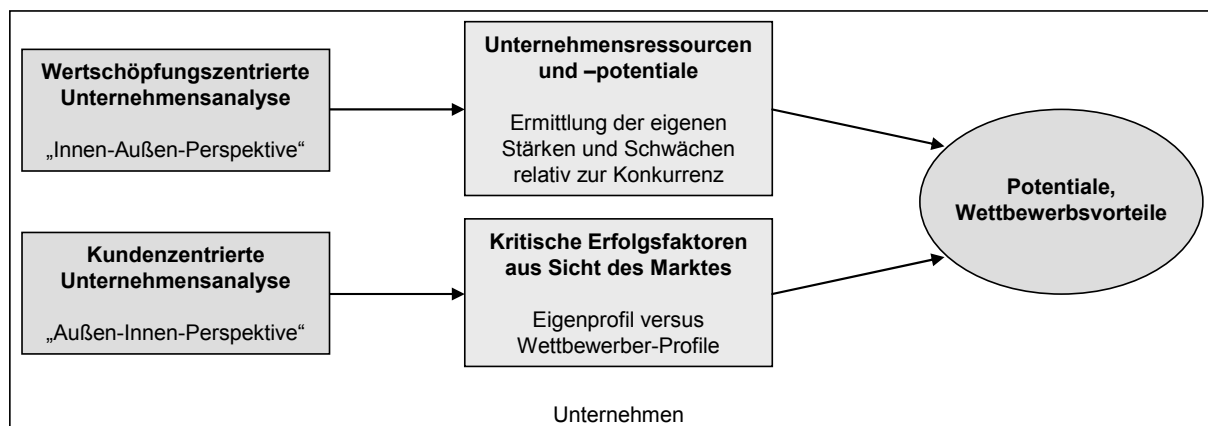 Wertschöpfungszentrierte
Unternehmensanalyse
„Innen-Außen-Perspektive“
Unternehmensressourcen
und –potentiale
Ermittlung der eigenen
Stärken und Schwächen
relativ zur Konkurrenz
Kundenzentrierte
Unternehmensanalyse
„Außen-Innen-Perspektive“
Kritische Erfolgsfaktoren
aus Sicht des Marktes
Eigenprofil versus
Wettbewerber-Profile
Potentiale,
Wettbewerbsvorteile
Unternehmen